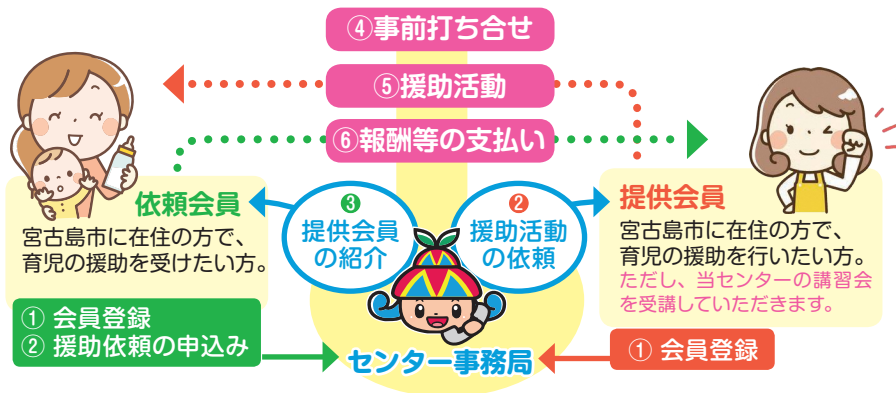 ④事前打ち合せ
⑤援助活動
⑥報酬等の支払い
依頼会員
宮古島市に在住の方で、
育児の援助を受けたい方。
① 会員登録
② 援助依頼の申込み
❸
提供会員
の紹介
❷
援助活動
の依頼
センター事務局
提供会員
宮古島市に在住の方で、
育児の援助を行いたい方。
ただし、当センターの講習会
を受講していただきます。
① 会員登録